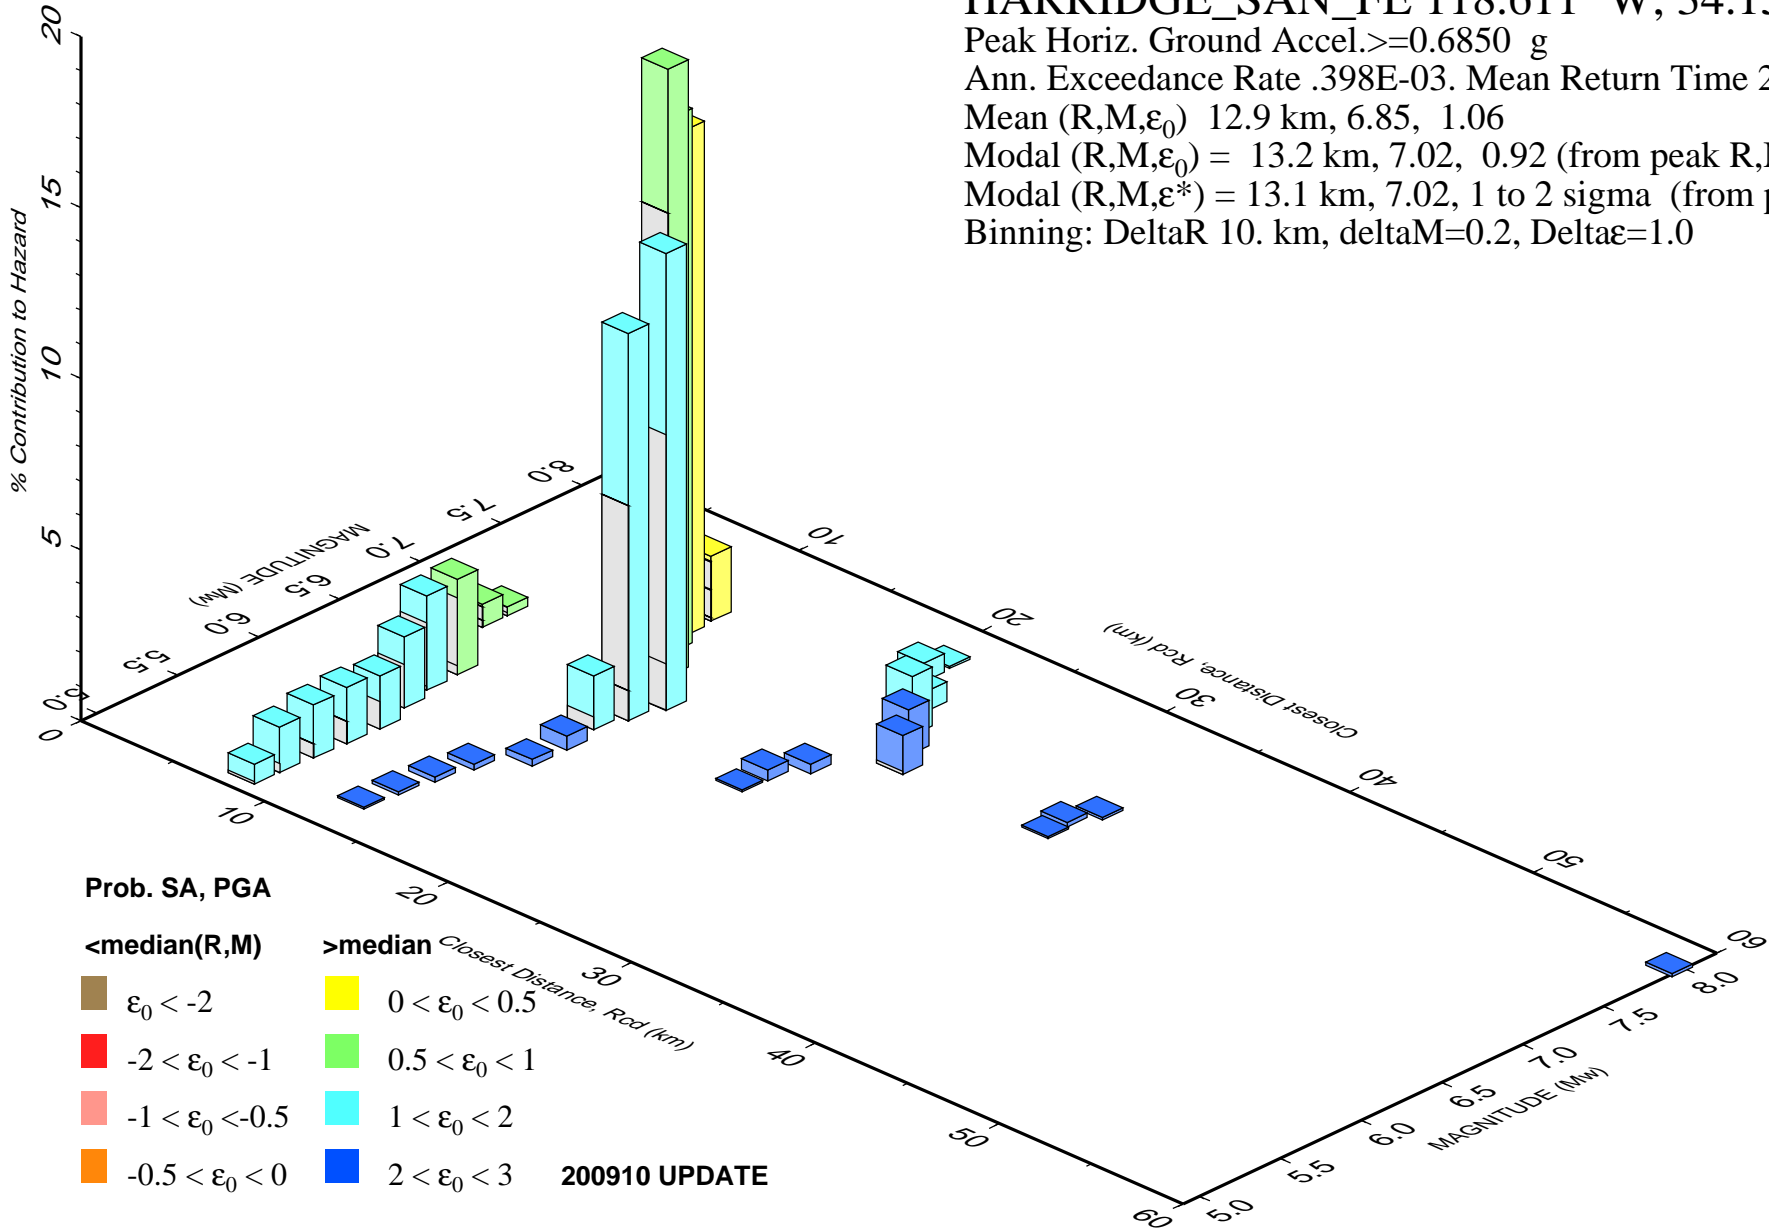 HARRIDGE_SAN_FE 118.611° W, 34.15
Peak Horiz. Ground Accel.>=0.6850 g
Ann. Exceedance Rate .398E-03. Mean Return Time 2
Mean (R,M,ε₀) 12.9 km, 6.85, 1.06
Modal (R,M,ε₀) = 13.2 km, 7.02, 0.92 (from peak R,M
Modal (R,M,ε*) = 13.1 km, 7.02, 1 to 2 sigma (from p
Binning: DeltaR 10. km, deltaM=0.2, Deltaε=1.0
% Contribution to Hazard
20
15
10
5
0
MAGNITUDE (Mw)
5.0
5.5
6.0
6.5
7.0
7.5
8.0
Closest Distance, Rcd (km)
10
20
30
40
50
60
Closest Distance, Rcd (km)
10
20
30
40
50
60
MAGNITUDE (Mw)
5.0
5.5
6.0
6.5
7.0
7.5
8.0
Prob. SA, PGA
<median(R,M) >median
ε₀ < -2 0 < ε₀ < 0.5
-2 < ε₀ < -1 0.5 < ε₀ < 1
-1 < ε₀ <-0.5 1 < ε₀ < 2
-0.5 < ε₀ < 0 2 < ε₀ < 3
200910 UPDATE